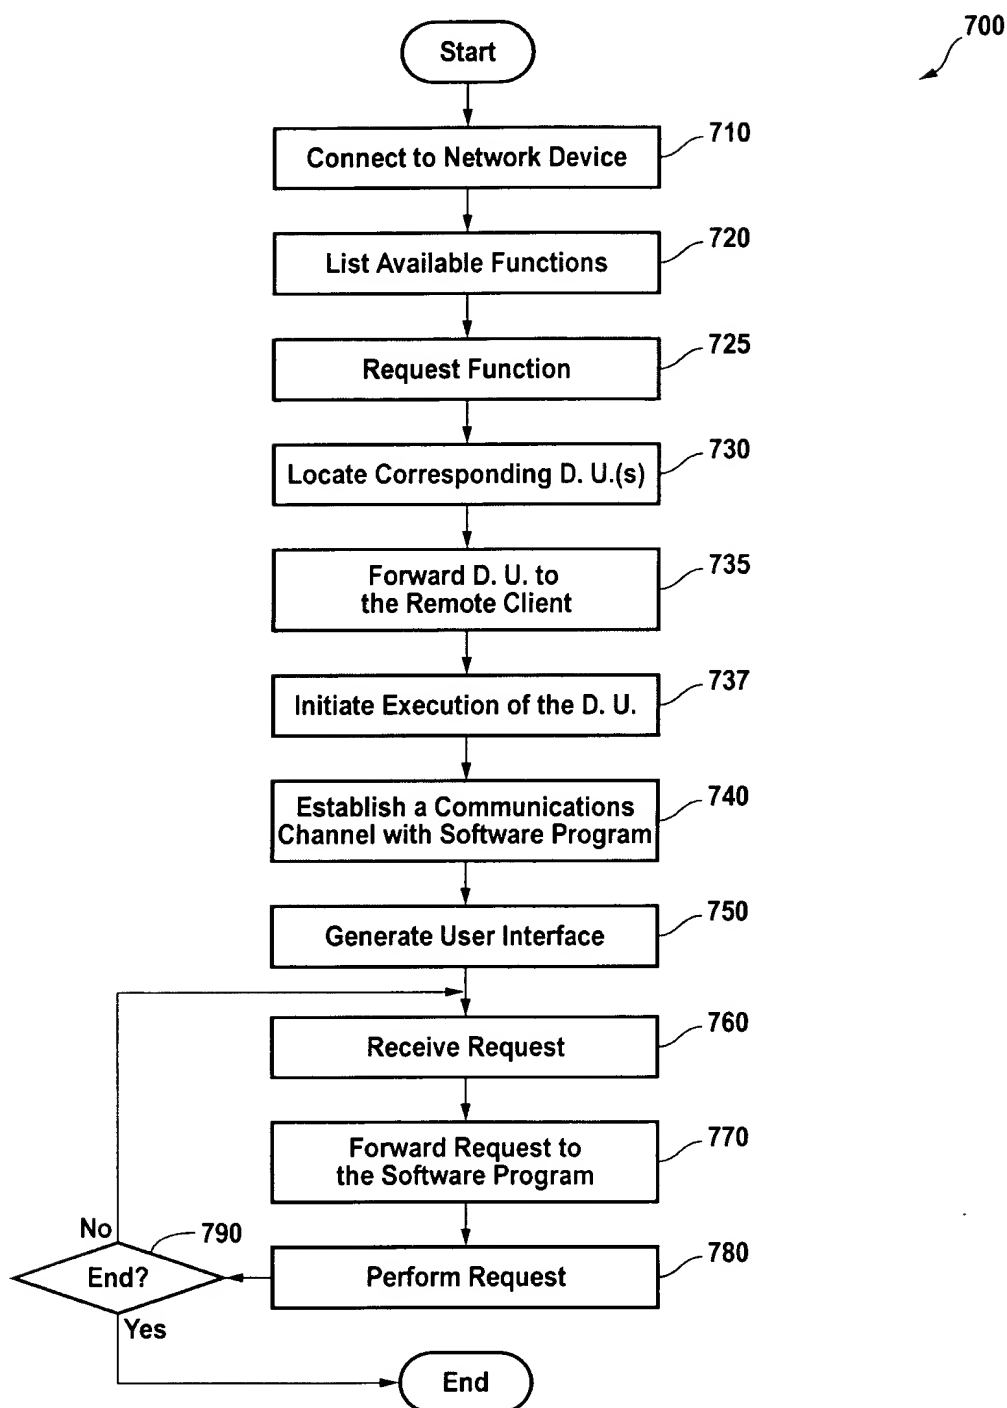 700
Start
Connect to Network Device
710
List Available Functions
720
Request Function
725
Locate Corresponding D. U.(s)
730
Forward D. U. to
the Remote Client
735
Initiate Execution of the D. U.
737
Establish a Communications
Channel with Software Program
740
Generate User Interface
750
Receive Request
760
Forward Request to
the Software Program
770
Perform Request
780
End?
790
No
Yes
End